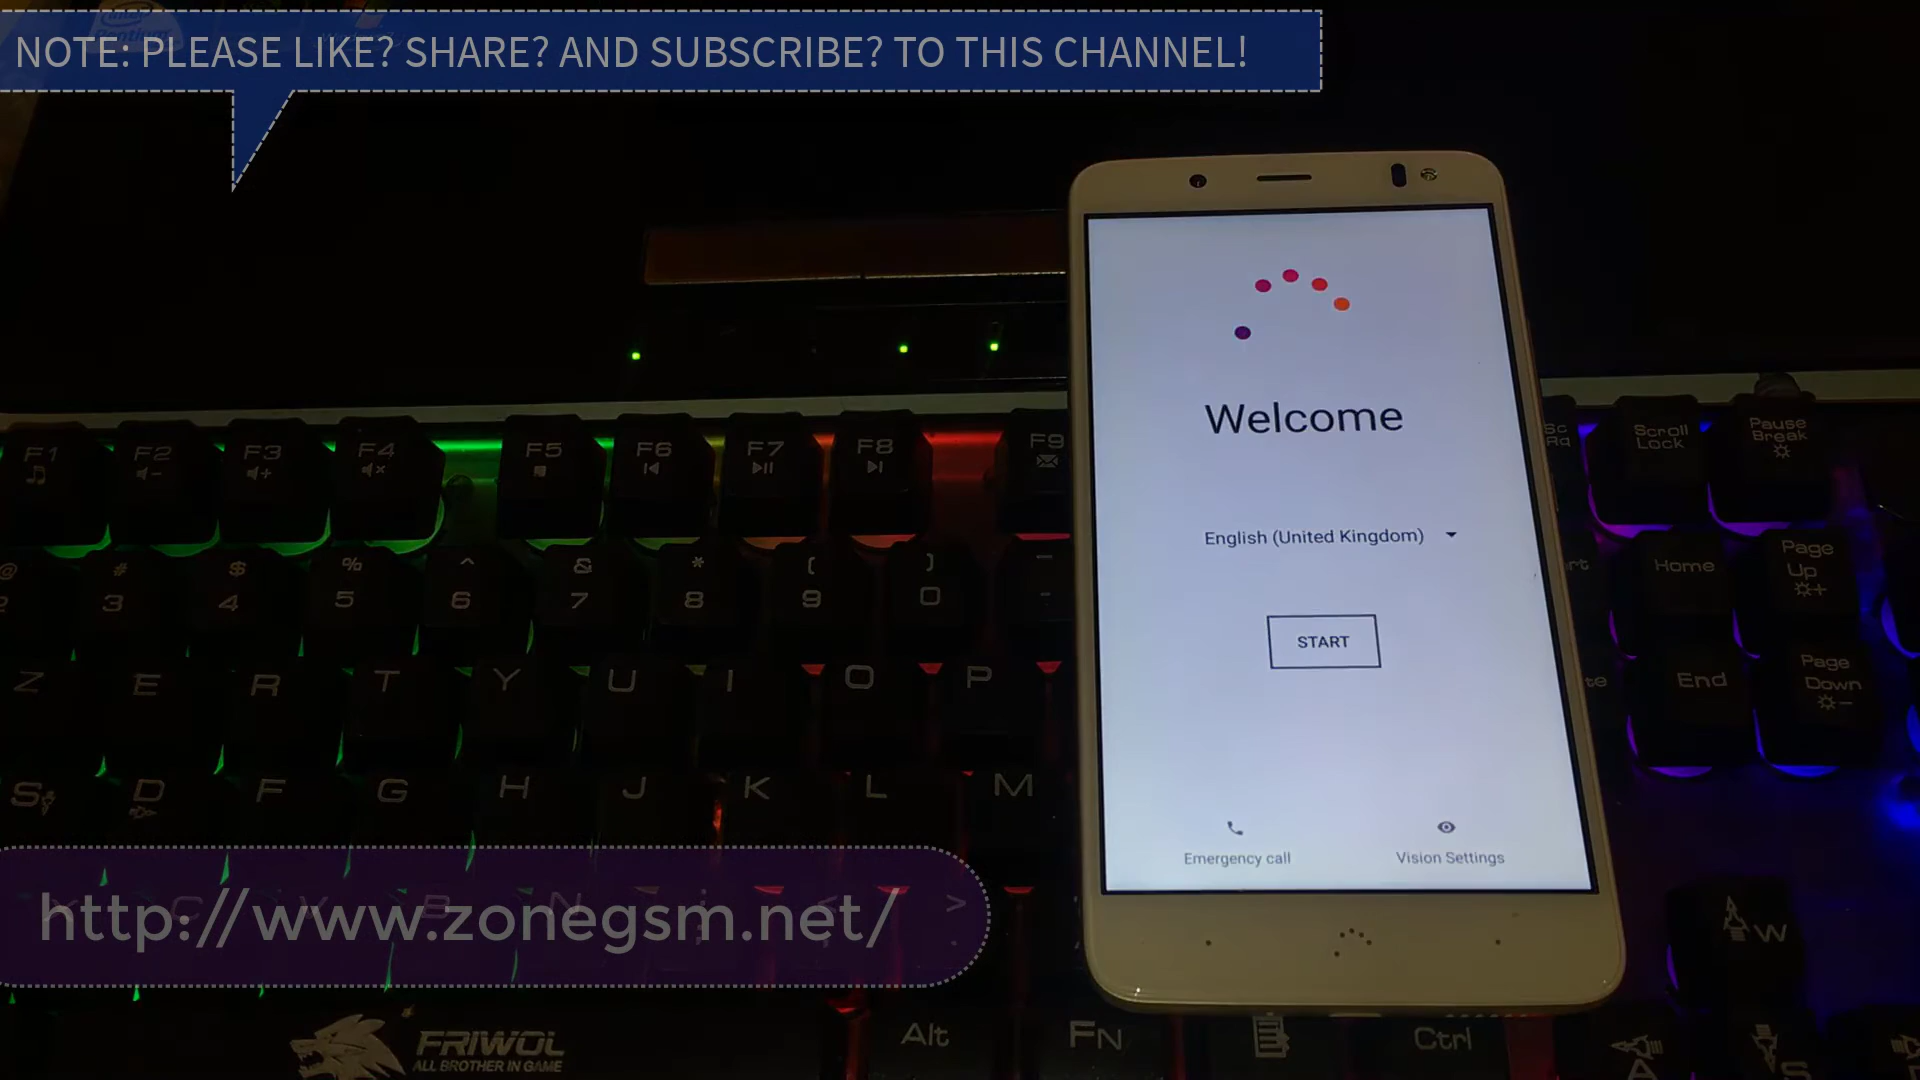 NOTE: PLEASE LIKE? SHARE? AND SUBSCRIBE? TO THIS CHANNEL!
Welcome
English (United Kingdom)
START
Emergency call
Vision Settings
F1 F2 F3 F4 F5 F6 F7 F8 F9
Scroll Lock
Pause Break
# $ % ^ & * ( )
3 4 5 6 7 8 9 0 -
Home
Page Up
Z E R T Y U I O P
End
Page Down
S D F G H J K L M
http://www.zonegsm.net/
W
FRIWOL
ALL BROTHER IN GAME
Alt FN Ctrl
A S